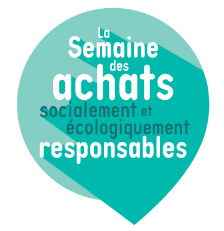 La
Semaine
des
achats
socialement et
écologiquement
responsables